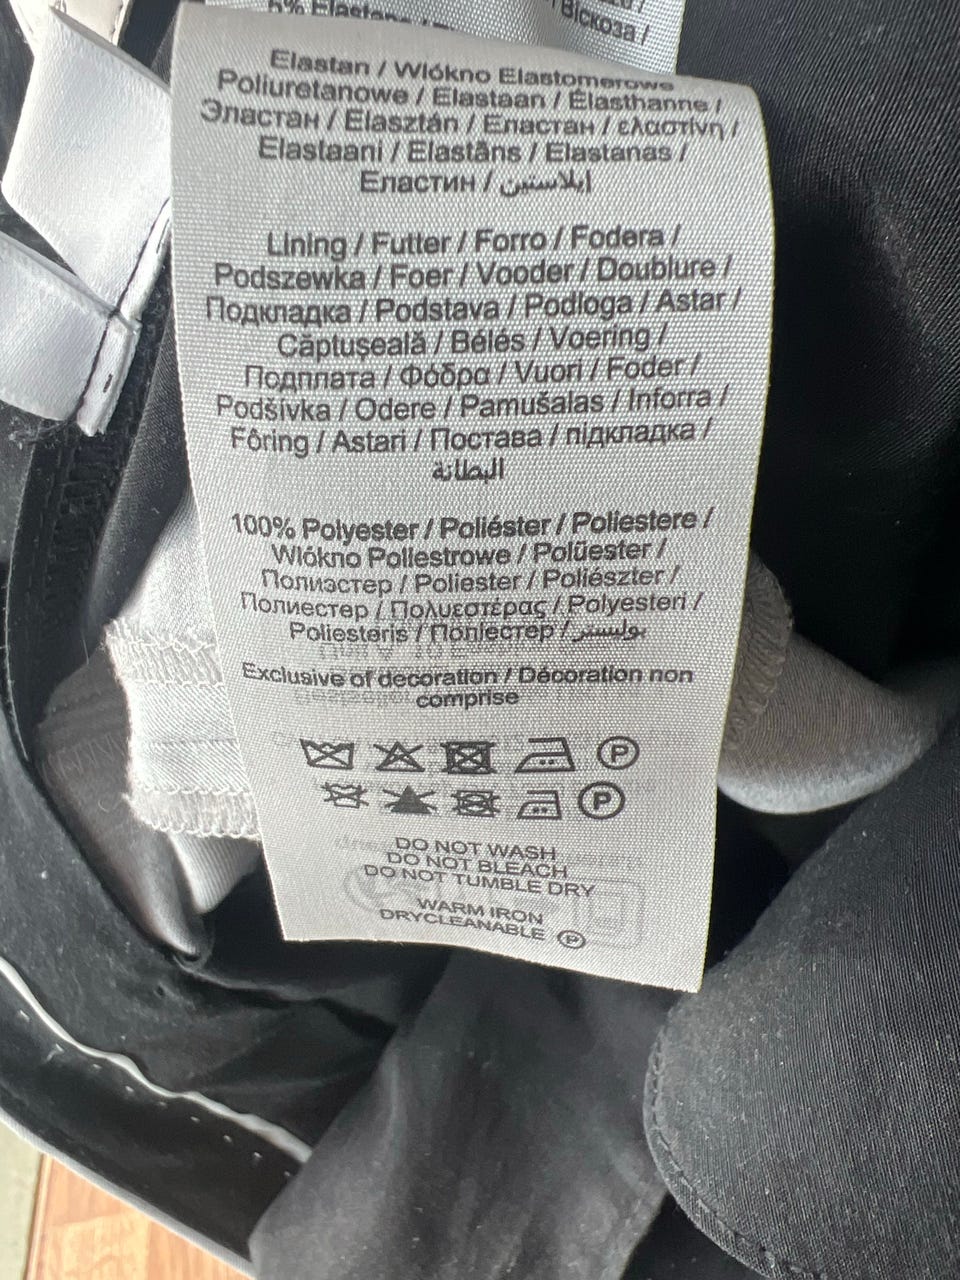 5% Elastane /
Віскоза /
Elastan / Włókno Elastomerowe
Poliuretanowe / Elastaan / Élasthanne /
Эластан / Elasztán / Еластан / ελαστίνη /
Elastaani / Elastāns / Elastanas /
Еластин / إيلاستين
Lining / Futter / Forro / Fodera /
Podszewka / Foer / Vooder / Doublure /
Подкладка / Podstava / Podloga / Astar /
Căptuşeală / Bélés / Voering /
Подплата / Φόδρα / Vuori / Foder /
Podšívka / Odere / Pamušalas / Inforra /
Fôring / Astari / Постава / підкладка /
البطانة
100% Polyester / Poliéster / Poliestere /
Włókno Poliestrowe / Polüester /
Полиэстер / Poliester / Poliészter /
Полиестер / Πολυεστέρας / Polyesteri /
Poliesteris / Поліестер / بوليستر
Exclusive of decoration / Décoration non
comprise
P
P
DO NOT WASH
DO NOT BLEACH
DO NOT TUMBLE DRY
WARM IRON
DRYCLEANABLE P